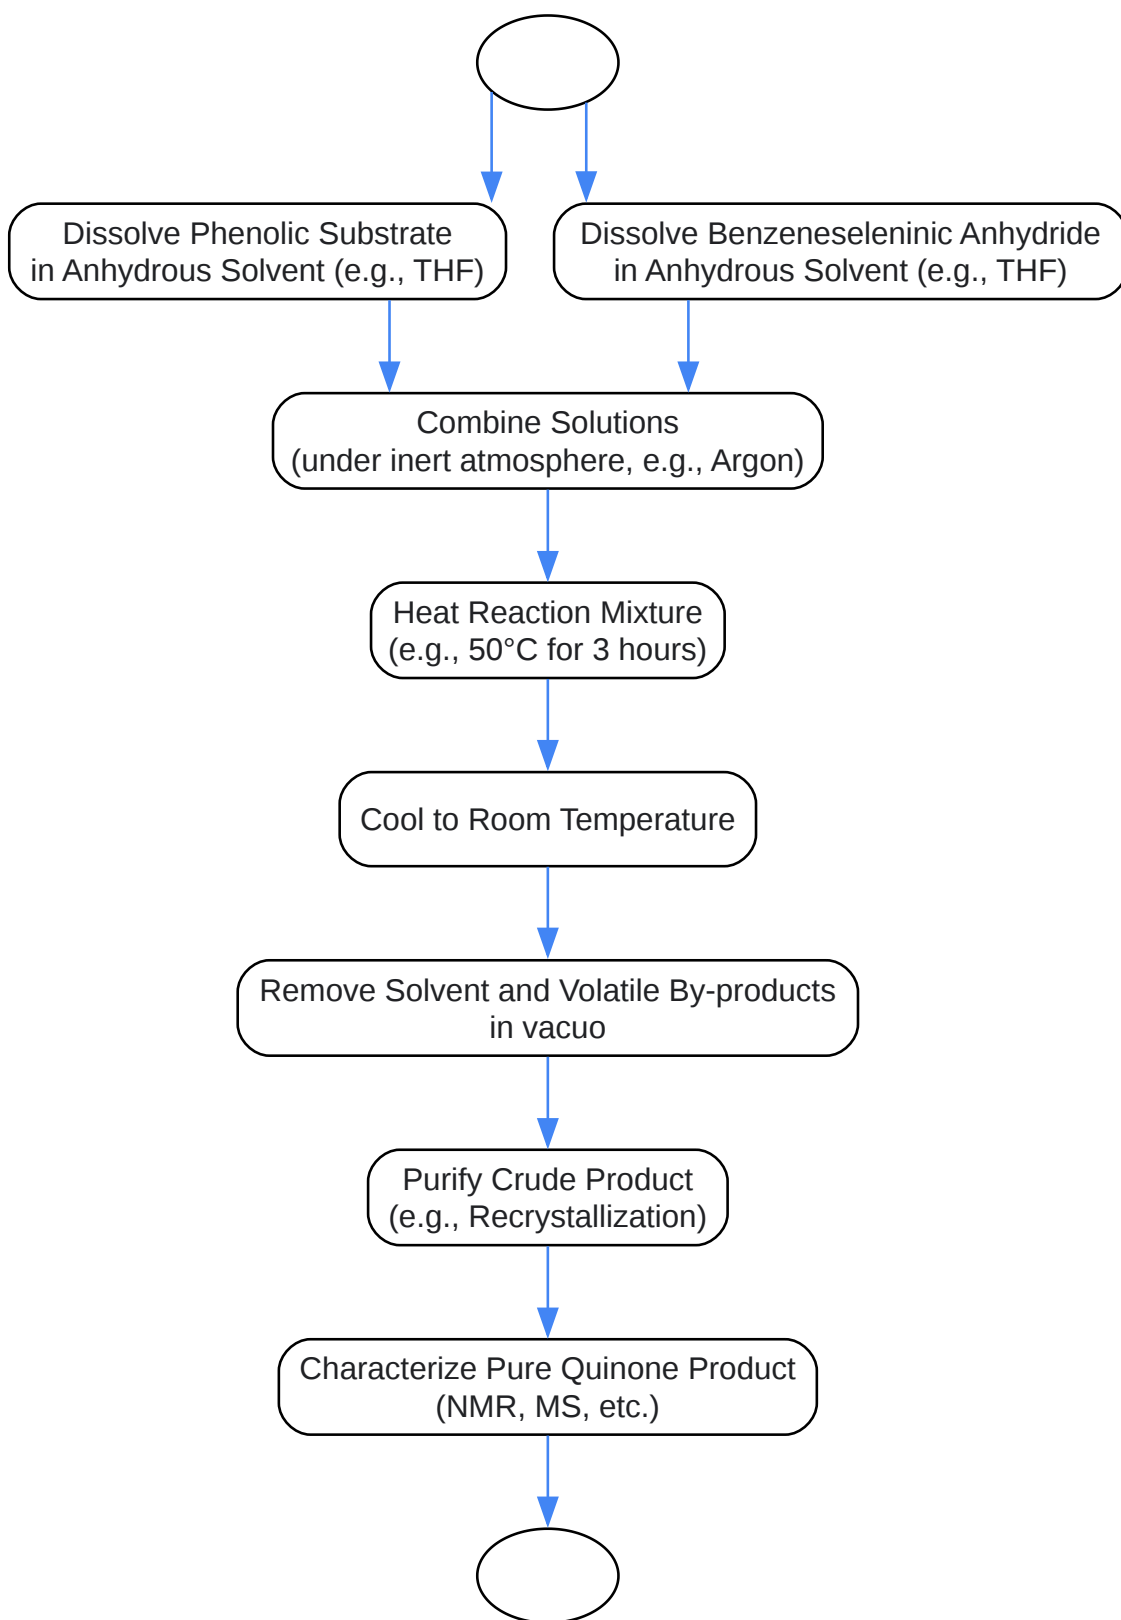 Dissolve Phenolic Substrate
in Anhydrous Solvent (e.g., THF)
Dissolve Benzeneseleninic Anhydride
in Anhydrous Solvent (e.g., THF)
Combine Solutions
(under inert atmosphere, e.g., Argon)
Heat Reaction Mixture
(e.g., 50°C for 3 hours)
Cool to Room Temperature
Remove Solvent and Volatile By-products
in vacuo
Purify Crude Product
(e.g., Recrystallization)
Characterize Pure Quinone Product
(NMR, MS, etc.)